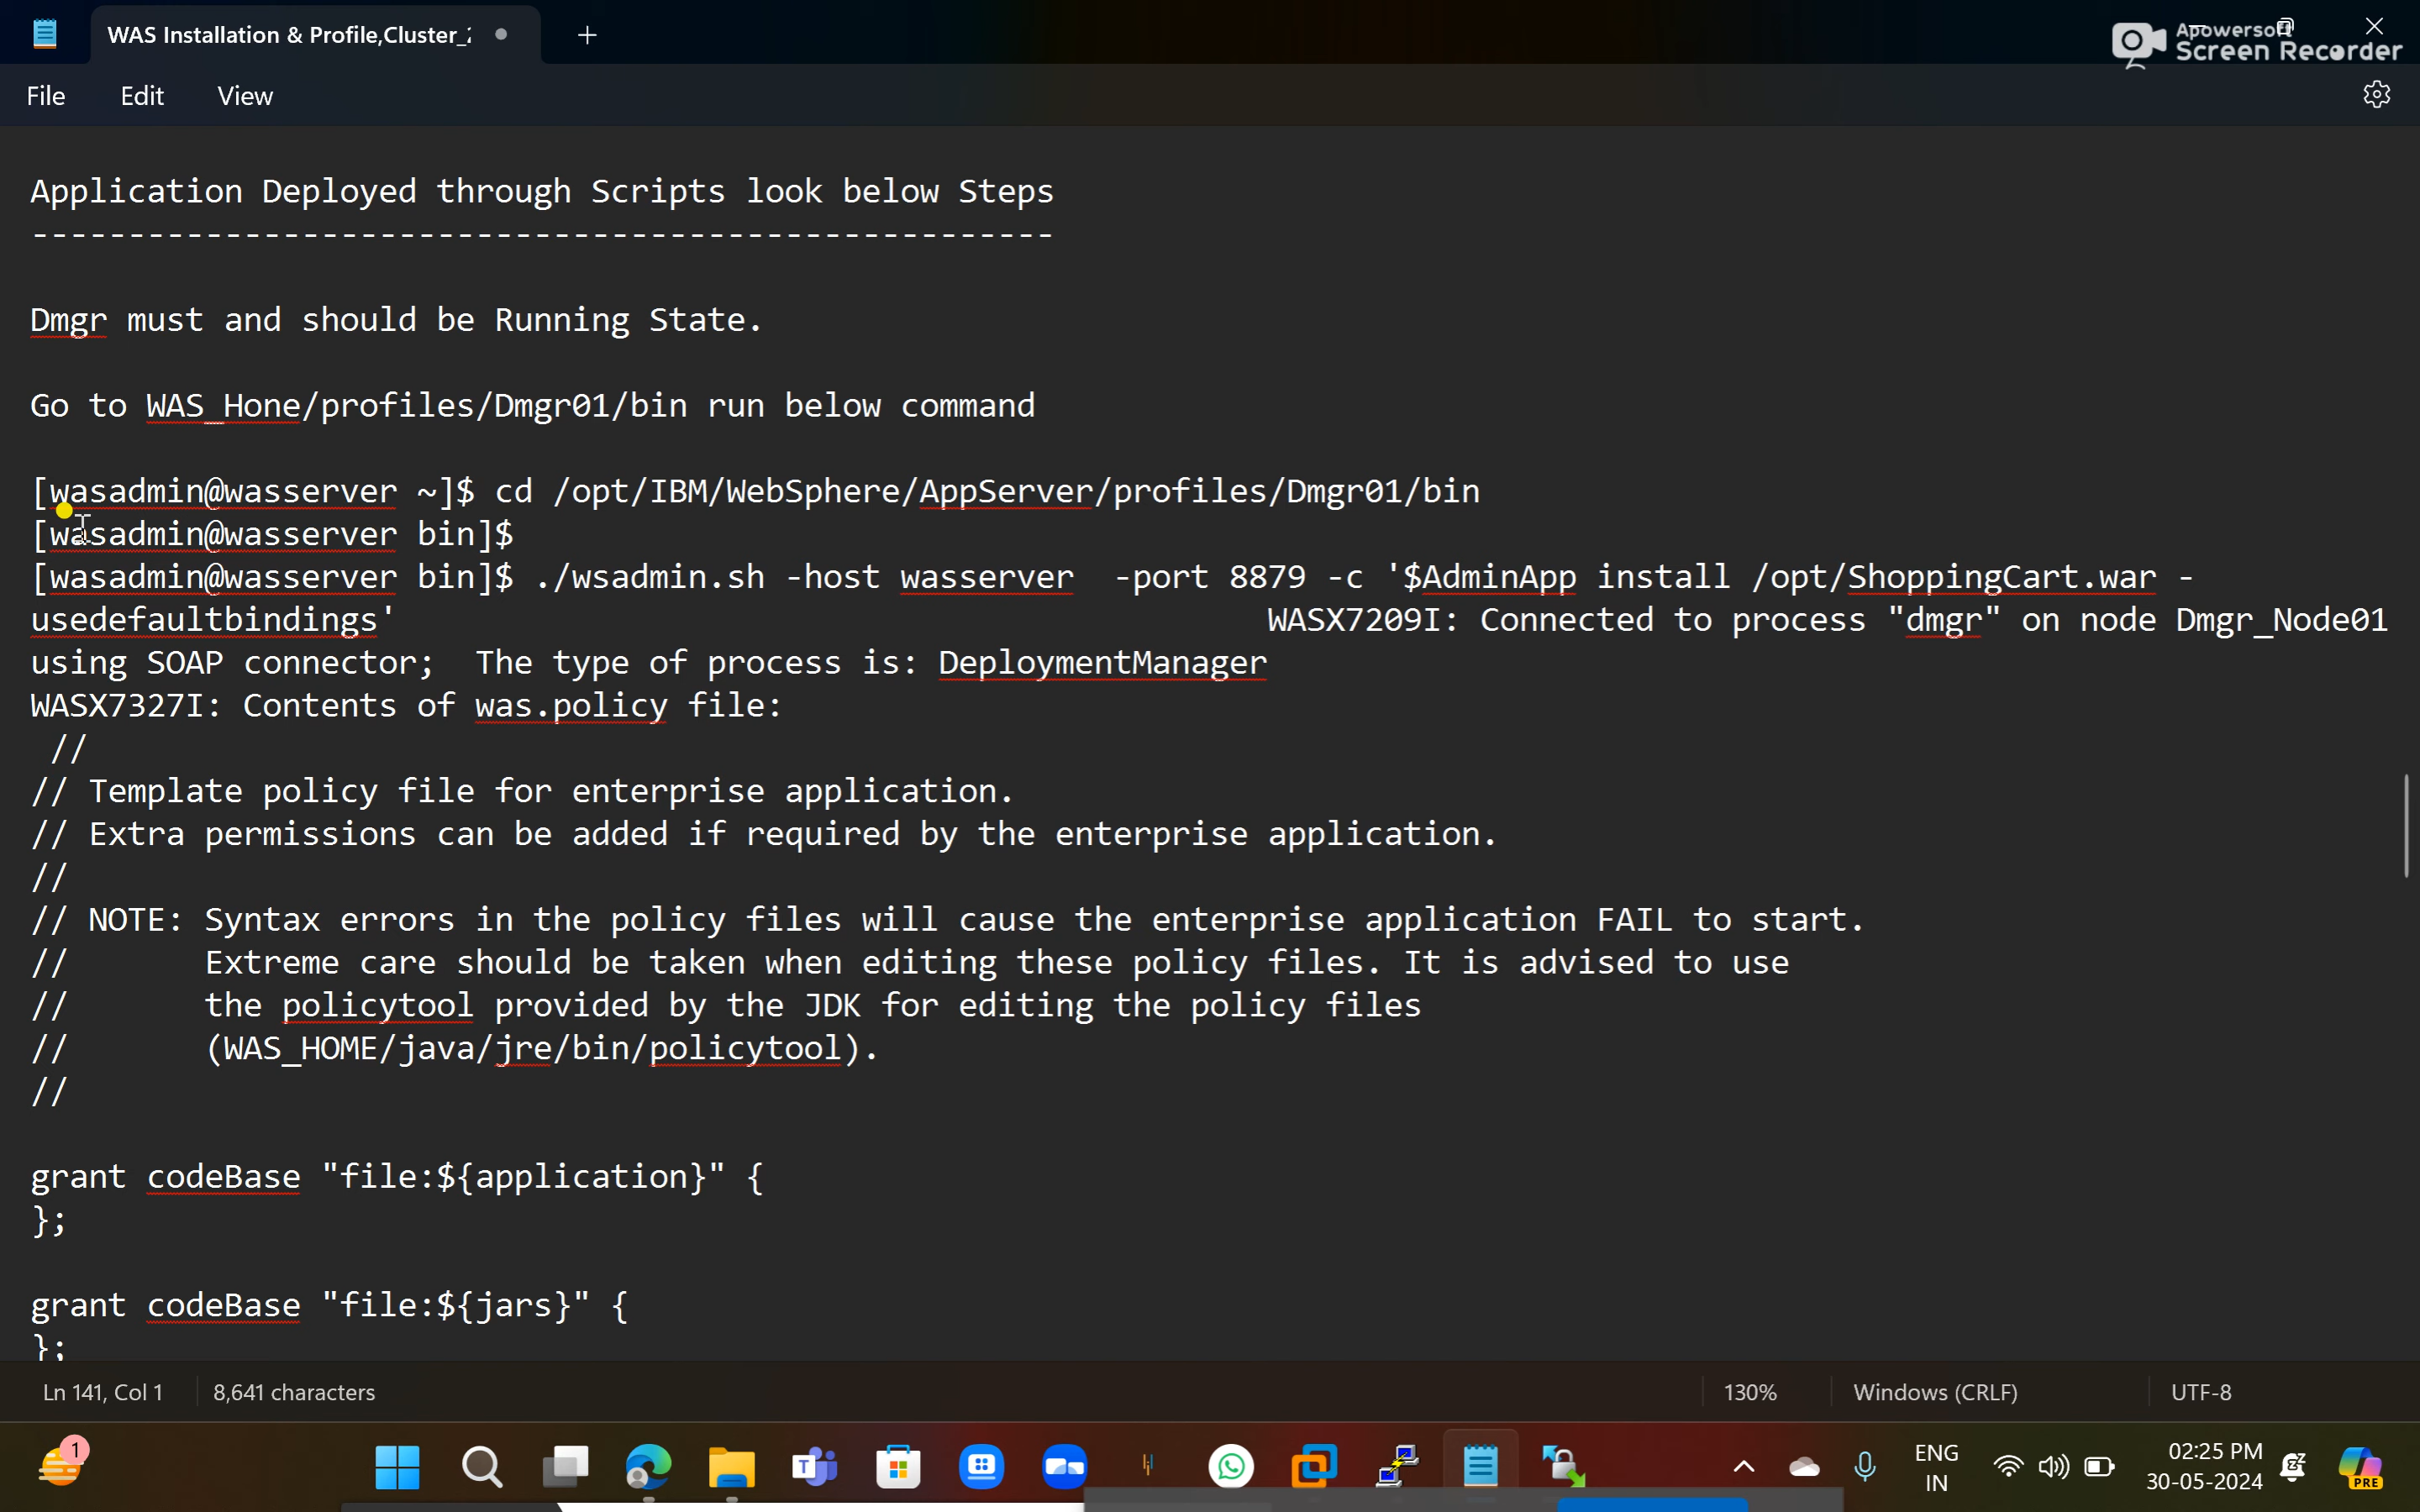 WAS Installation & Profile,Cluster_
Apowersoft
Screen Recorder
File Edit View
Application Deployed through Scripts look below Steps
-----------------------------------------------------
Dmgr must and should be Running State.
Go to WAS_Hone/profiles/Dmgr01/bin run below command
[wasadmin@wasserver ~]$ cd /opt/IBM/WebSphere/AppServer/profiles/Dmgr01/bin
[wasadmin@wasserver bin]$
[wasadmin@wasserver bin]$ ./wsadmin.sh -host wasserver  -port 8879 -c '$AdminApp install /opt/ShoppingCart.war -
usedefaultbindings' WASX7209I: Connected to process "dmgr" on node Dmgr_Node01
using SOAP connector;  The type of process is: DeploymentManager
WASX7327I: Contents of was.policy file:
//
// Template policy file for enterprise application.
// Extra permissions can be added if required by the enterprise application.
//
// NOTE: Syntax errors in the policy files will cause the enterprise application FAIL to start.
//       Extreme care should be taken when editing these policy files. It is advised to use
//       the policytool provided by the JDK for editing the policy files
//       (WAS_HOME/java/jre/bin/policytool).
//
grant codeBase "file:${application}" {
};
grant codeBase "file:${jars}" {
};
Ln 141, Col 1 8,641 characters 130% Windows (CRLF) UTF-8
1
ENG
IN
02:25 PM
30-05-2024
PRE